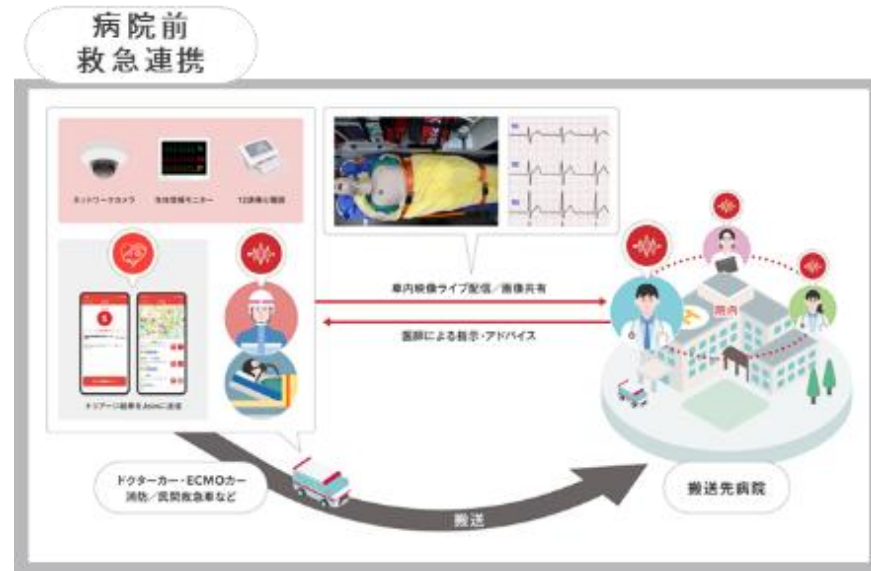 病院前
救急連携
ネットワークカメラ
生体情報モニター
12誘導心電図
車内映像ライブ配信／画像共有
医師による指示・アドバイス
院内
トリアージ結果をJoinに送信
ドクターカー・ECMOカー
消防／民間救急車など
搬送先病院
搬送